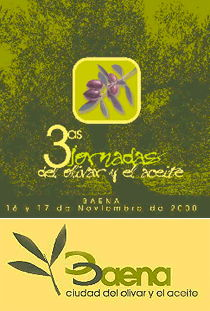 3as
Jornadas
del olivar y el aceite
BAENA
16 y 17 de Noviembre de 2000
Baena
ciudad del olivar y el aceite